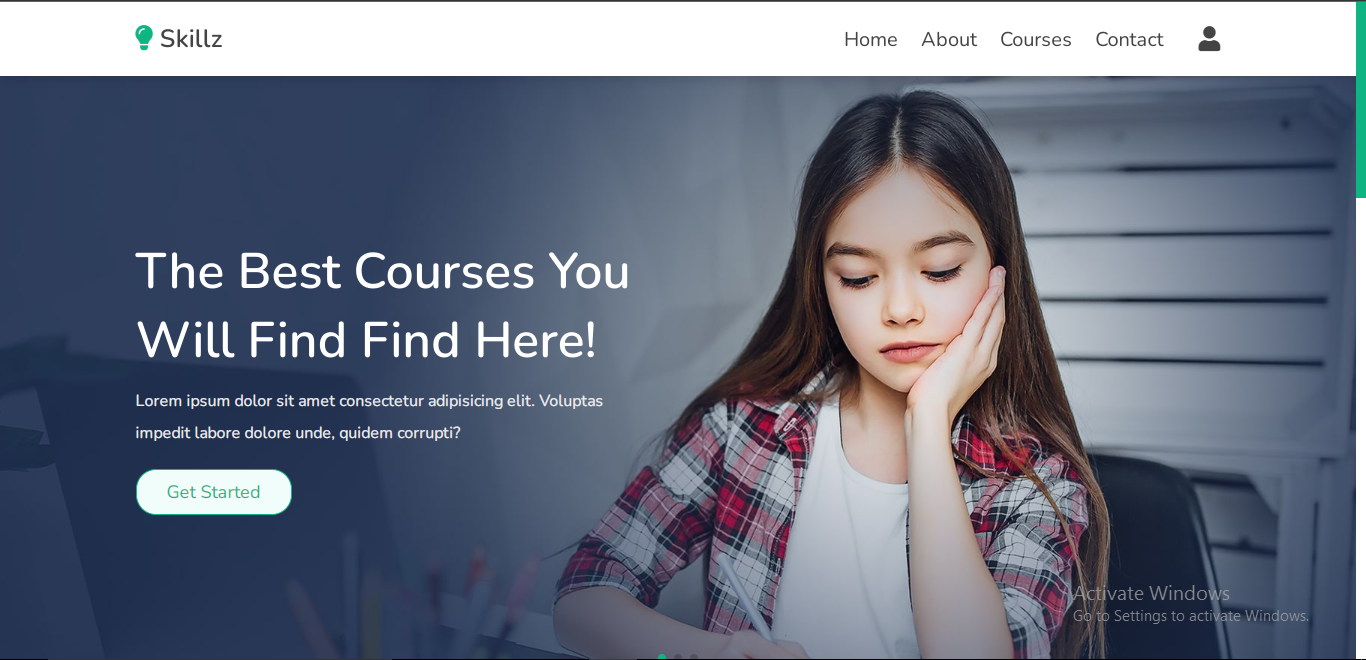 Skillz
Home About Courses Contact
The Best Courses You
Will Find Find Here!
Lorem ipsum dolor sit amet consectetur adipisicing elit. Voluptas
impedit labore dolore unde, quidem corrupti?
Get Started
Activate Windows
Go to Settings to activate Windows.